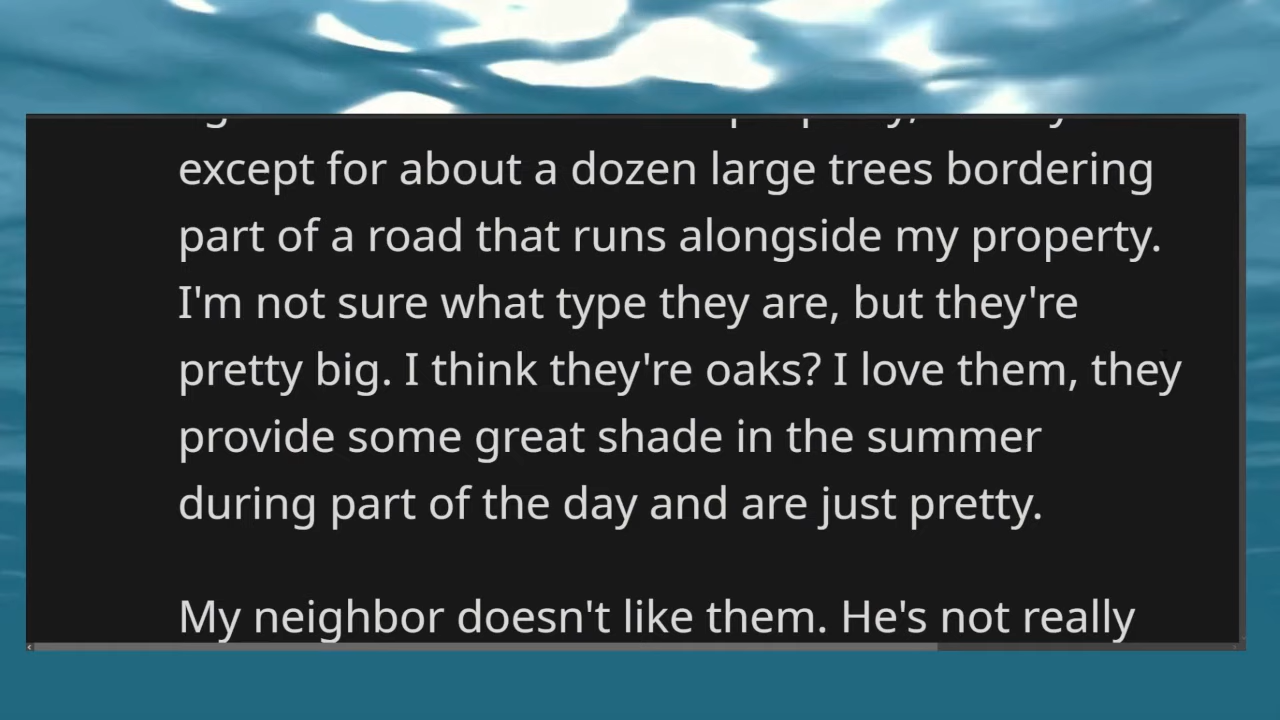 except for about a dozen large trees bordering
part of a road that runs alongside my property.
I'm not sure what type they are, but they're
pretty big. I think they're oaks? I love them, they
provide some great shade in the summer
during part of the day and are just pretty.
My neighbor doesn't like them. He's not really